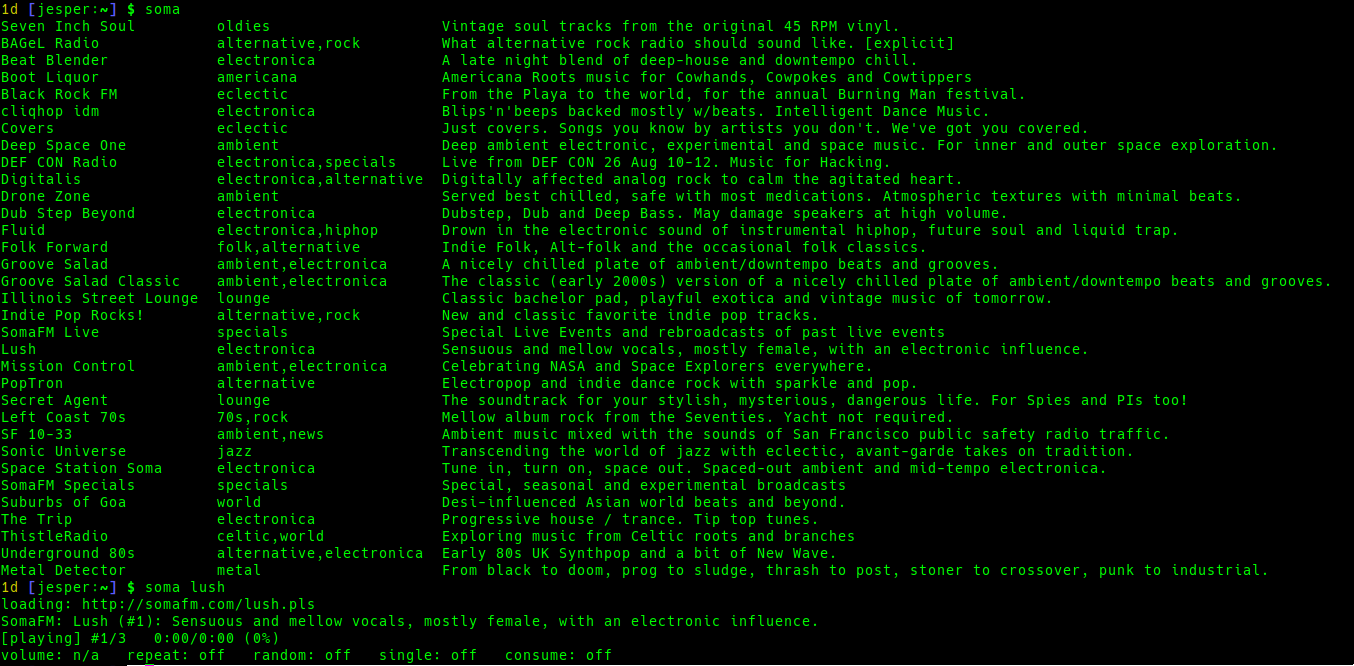 1d [jesper:~] $ soma
Seven Inch Soul         oldies                   Vintage soul tracks from the original 45 RPM vinyl.
BAGeL Radio             alternative,rock         What alternative rock radio should sound like. [explicit]
Beat Blender            electronica              A late night blend of deep-house and downtempo chill.
Boot Liquor             americana                Americana Roots music for Cowhands, Cowpokes and Cowtippers
Black Rock FM           eclectic                 From the Playa to the world, for the annual Burning Man festival.
cliqhop idm             electronica              Blips'n'beeps backed mostly w/beats. Intelligent Dance Music.
Covers                  eclectic                 Just covers. Songs you know by artists you don't. We've got you covered.
Deep Space One          ambient                  Deep ambient electronic, experimental and space music. For inner and outer space exploration.
DEF CON Radio           electronica,specials     Live from DEF CON 26 Aug 10-12. Music for Hacking.
Digitalis               electronica,alternative  Digitally affected analog rock to calm the agitated heart.
Drone Zone              ambient                  Served best chilled, safe with most medications. Atmospheric textures with minimal beats.
Dub Step Beyond         electronica              Dubstep, Dub and Deep Bass. May damage speakers at high volume.
Fluid                   electronica,hiphop       Drown in the electronic sound of instrumental hiphop, future soul and liquid trap.
Folk Forward            folk,alternative         Indie Folk, Alt-folk and the occasional folk classics.
Groove Salad            ambient,electronica      A nicely chilled plate of ambient/downtempo beats and grooves.
Groove Salad Classic    ambient,electronica      The classic (early 2000s) version of a nicely chilled plate of ambient/downtempo beats and grooves.
Illinois Street Lounge  lounge                   Classic bachelor pad, playful exotica and vintage music of tomorrow.
Indie Pop Rocks!        alternative,rock         New and classic favorite indie pop tracks.
SomaFM Live             specials                 Special Live Events and rebroadcasts of past live events
Lush                    electronica              Sensuous and mellow vocals, mostly female, with an electronic influence.
Mission Control         ambient,electronica      Celebrating NASA and Space Explorers everywhere.
PopTron                 alternative              Electropop and indie dance rock with sparkle and pop.
Secret Agent            lounge                   The soundtrack for your stylish, mysterious, dangerous life. For Spies and PIs too!
Left Coast 70s          70s,rock                 Mellow album rock from the Seventies. Yacht not required.
SF 10-33                ambient,news             Ambient music mixed with the sounds of San Francisco public safety radio traffic.
Sonic Universe          jazz                     Transcending the world of jazz with eclectic, avant-garde takes on tradition.
Space Station Soma      electronica              Tune in, turn on, space out. Spaced-out ambient and mid-tempo electronica.
SomaFM Specials         specials                 Special, seasonal and experimental broadcasts
Suburbs of Goa          world                    Desi-influenced Asian world beats and beyond.
The Trip                electronica              Progressive house / trance. Tip top tunes.
ThistleRadio            celtic,world             Exploring music from Celtic roots and branches
Underground 80s         alternative,electronica  Early 80s UK Synthpop and a bit of New Wave.
Metal Detector          metal                    From black to doom, prog to sludge, thrash to post, stoner to crossover, punk to industrial.
1d [jesper:~] $ soma lush
loading: http://somafm.com/lush.pls
SomaFM: Lush (#1): Sensuous and mellow vocals, mostly female, with an electronic influence.
[playing] #1/3   0:00/0:00 (0%)
volume: n/a   repeat: off   random: off   single: off   consume: off